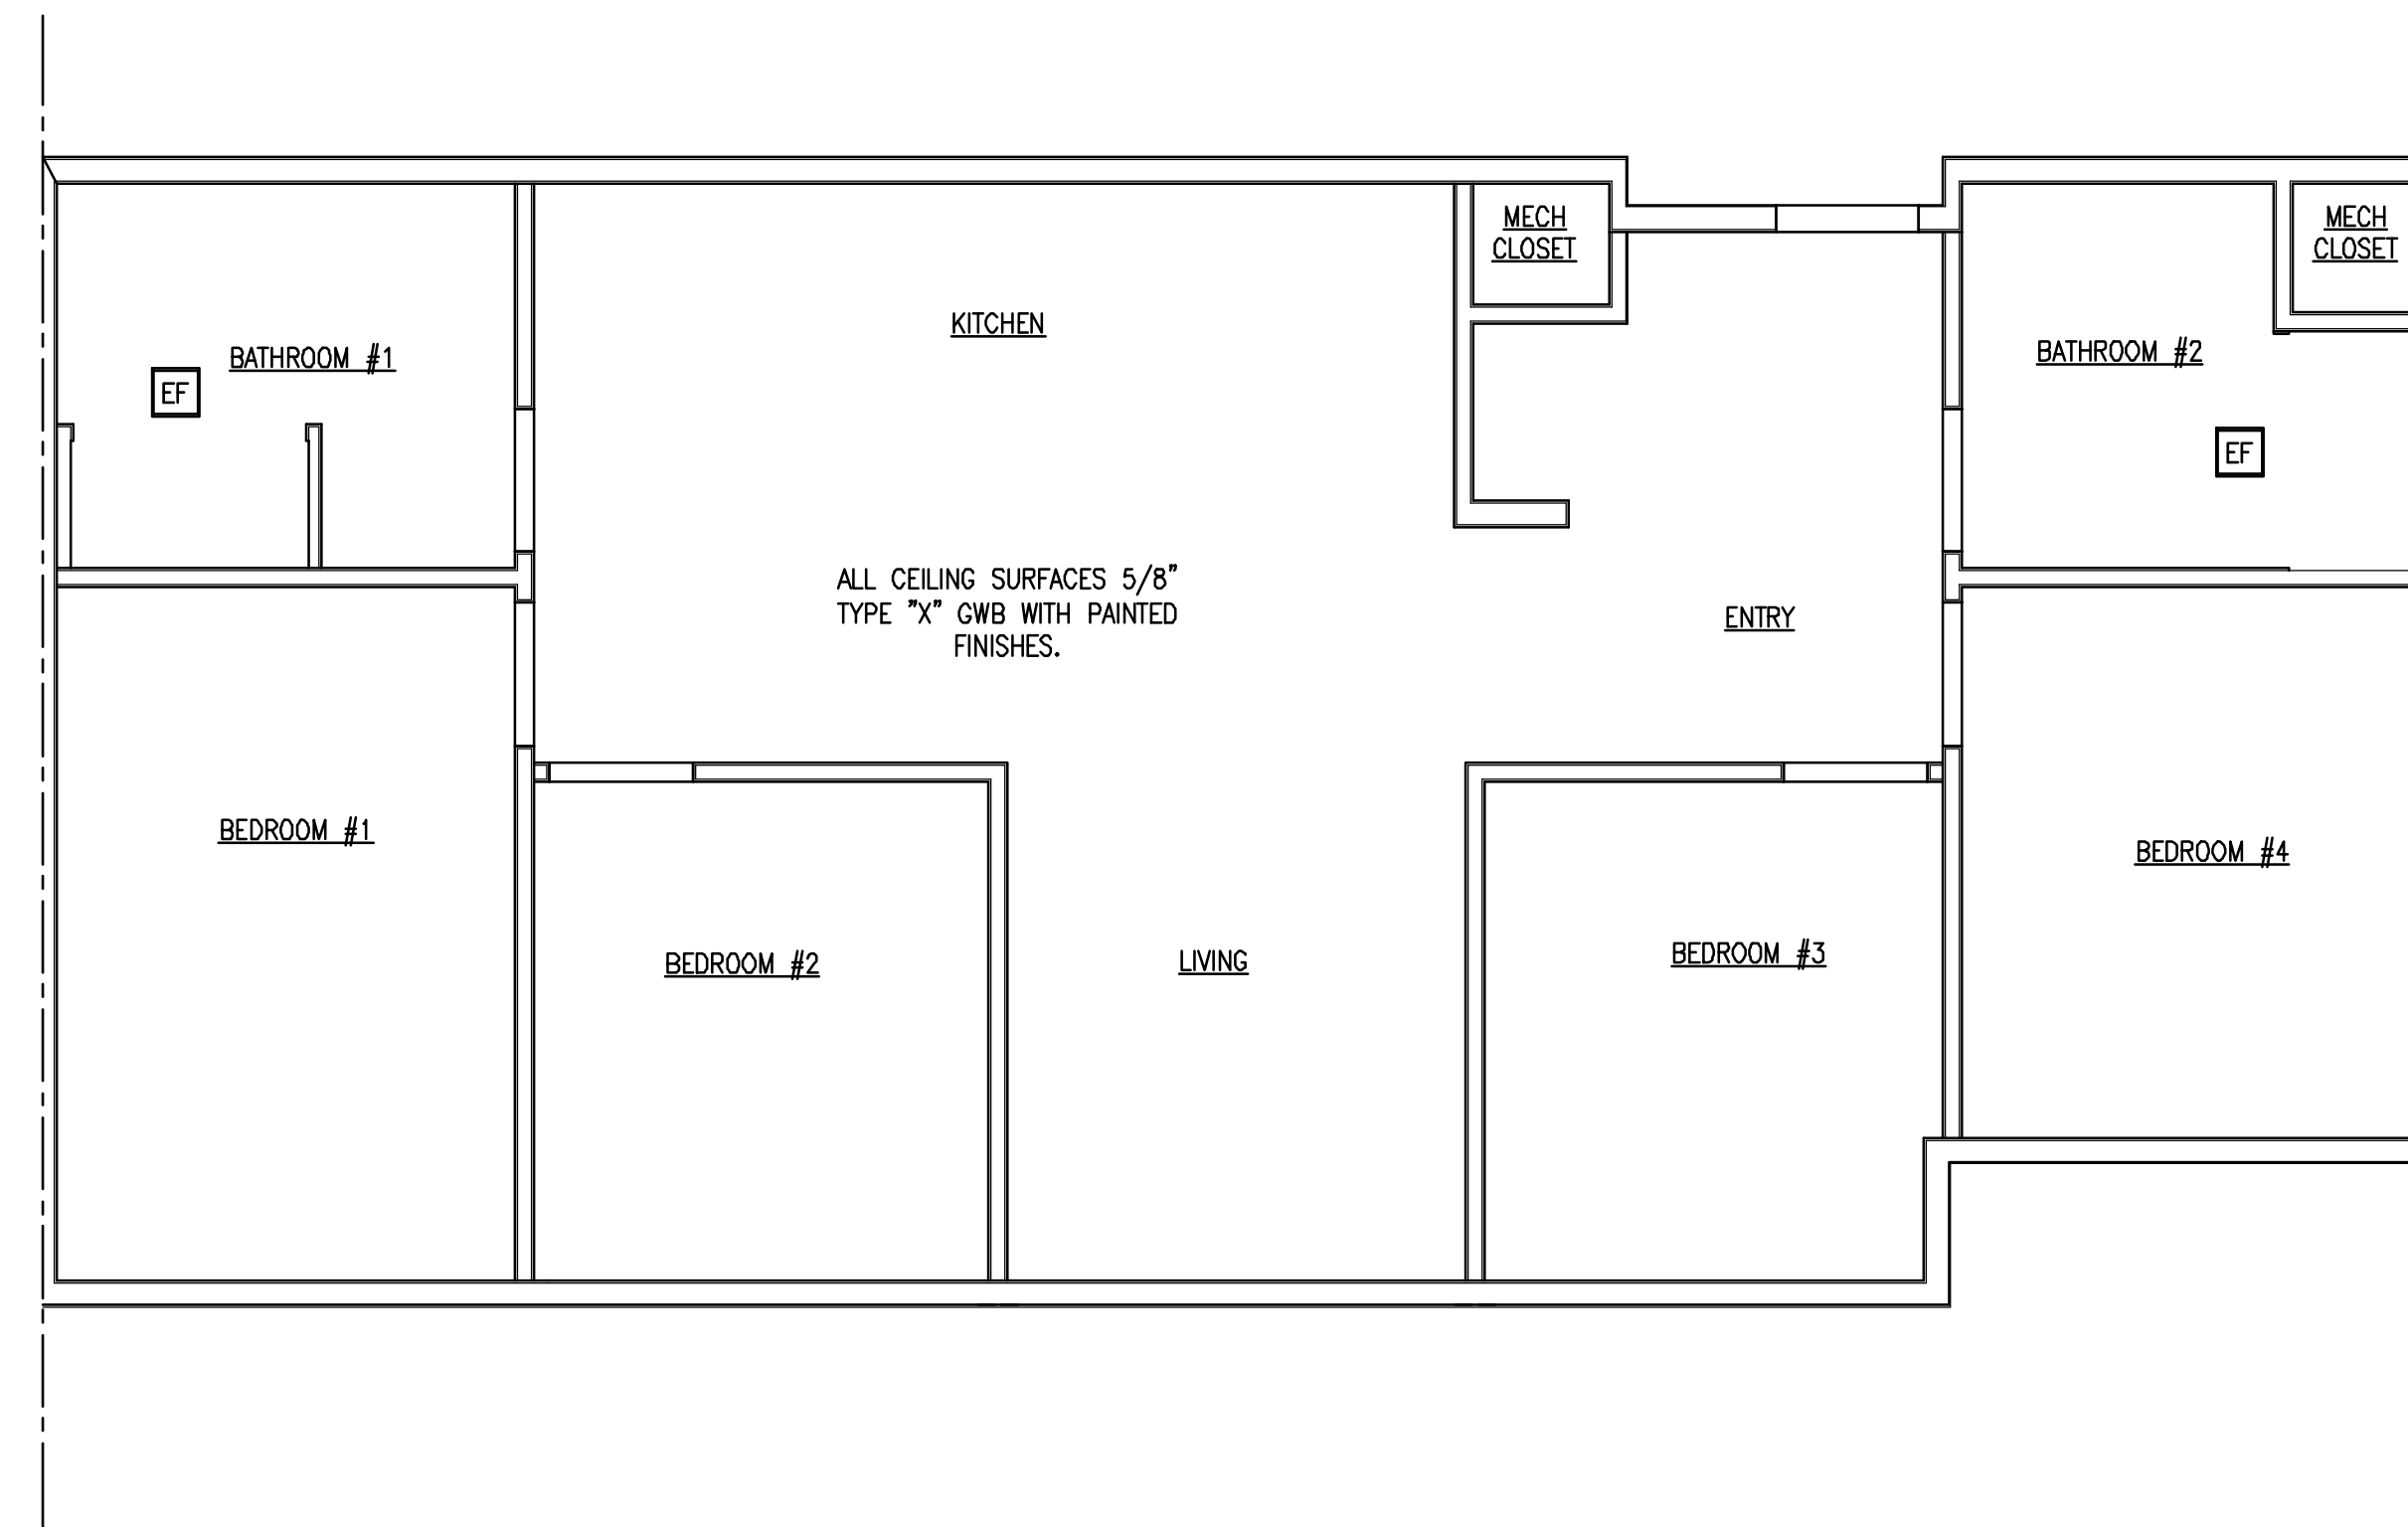 MECH
CLOSET
MECH
CLOSET
KITCHEN
BATHROOM #1
BATHROOM #2
EF
EF
ALL CEILING SURFACES 5/8"
TYPE "X" GWB WITH PAINTED
FINISHES.
ENTRY
BEDROOM #1
BEDROOM #4
BEDROOM #2
LIVING
BEDROOM #3